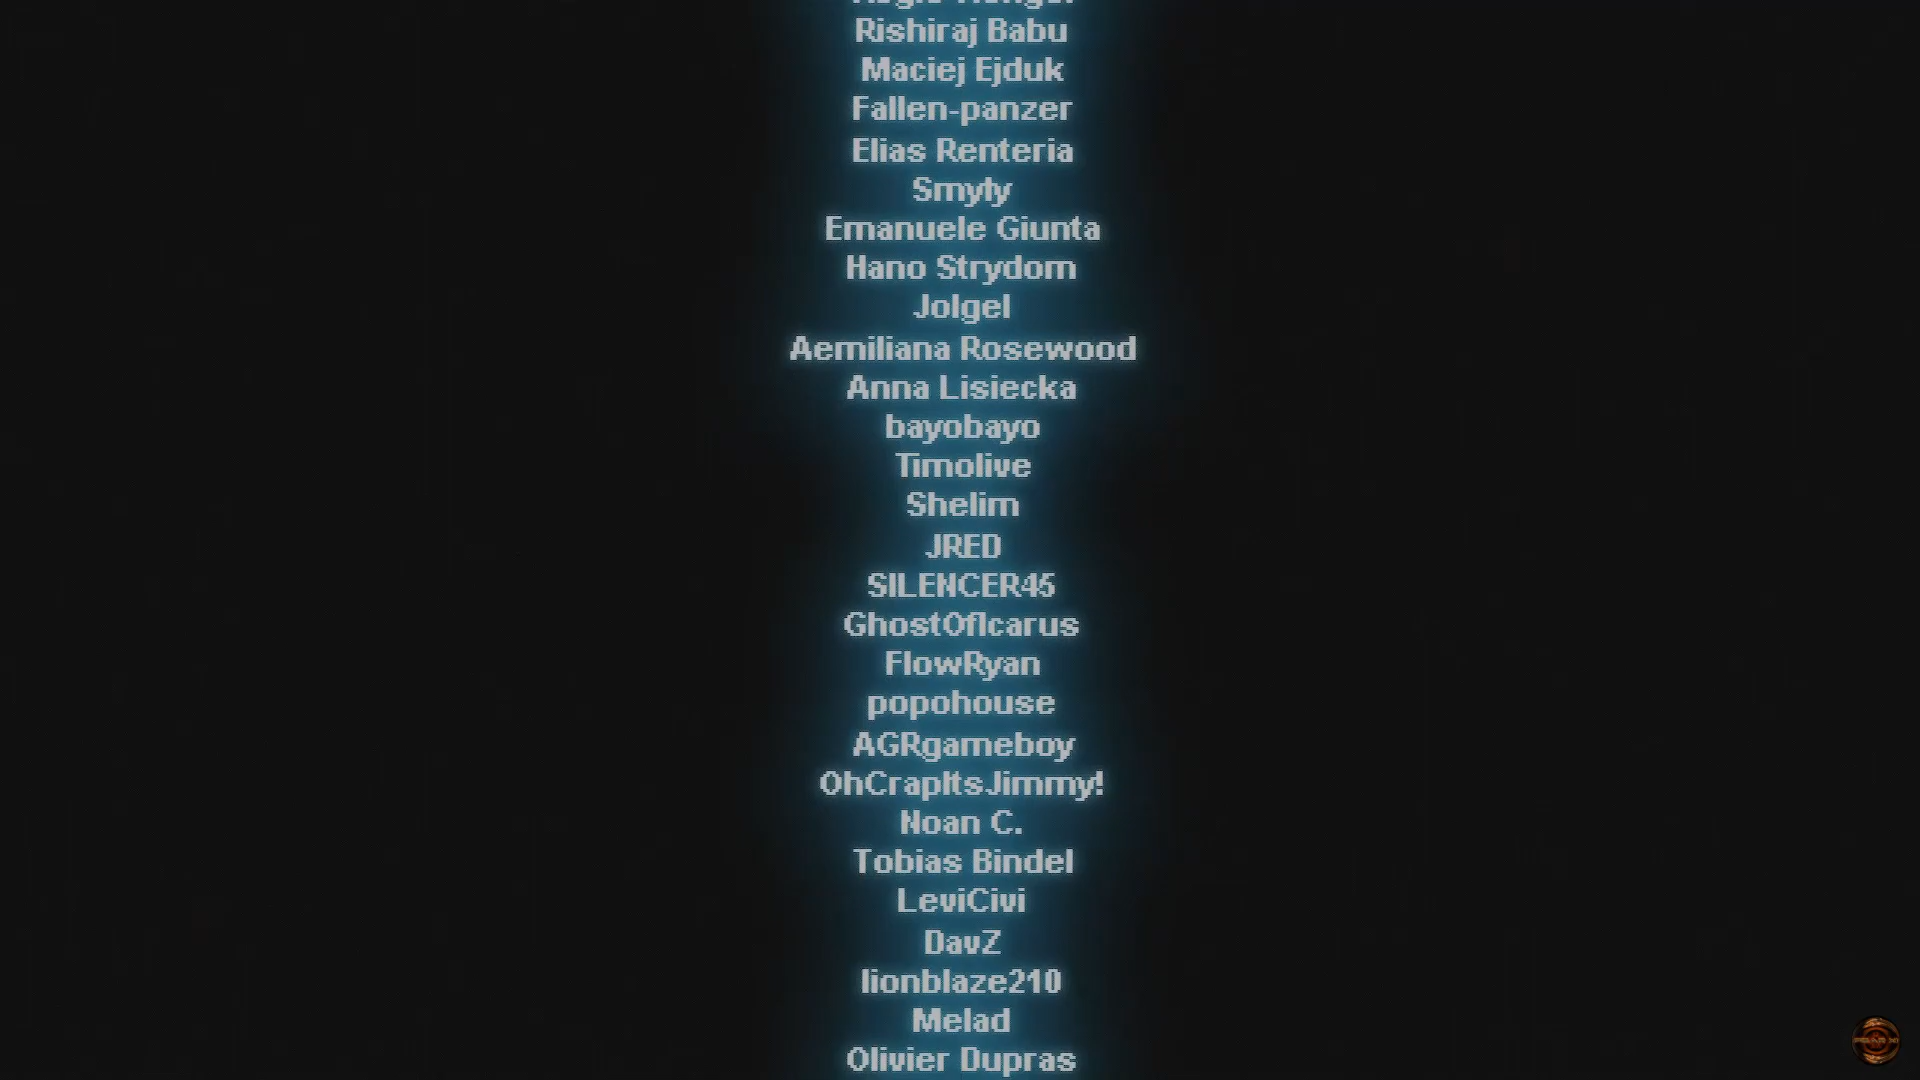 Rishiraj Babu
Maciej Ejduk
Fallen-panzer
Elias Renteria
Smyly
Emanuele Giunta
Hano Strydom
Jolgel
Aemiliana Rosewood
Anna Lisiecka
bayobayo
Timolive
Shelim
JRED
SILENCER45
GhostOfIcarus
FlowRyan
popohouse
AGRgameboy
OhCrapItsJimmy!
Noan C.
Tobias Bindel
LeviCivi
DavZ
lionblaze210
Melad
Olivier Dupras